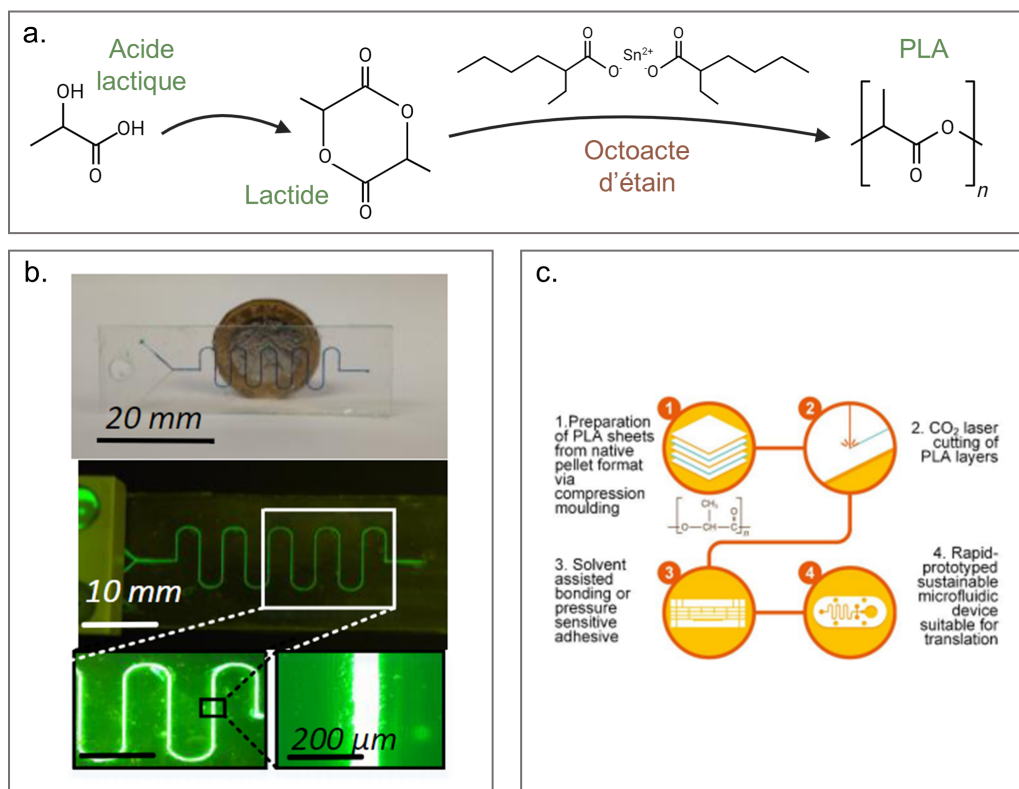 a.
Acide
lactique
OH
OH
O
O
O
O
O
Lactide
O
O
Sn²⁺
O⁻
⁻O
Octoacte
d'étain
PLA
O
O
n
b.
20 mm
10 mm
200 µm
c.
1
1.Preparation
of PLA sheets
from native
pellet format
via
compression
moulding
2
2. CO₂ laser
cutting of
PLA layers
CH₃
O
O
CH
C
n
3
3. Solvent
assisted
bonding or
pressure
sensitive
adhesive
4
4. Rapid-
prototyped
sustainable
microfluidic
device
suitable for
translation